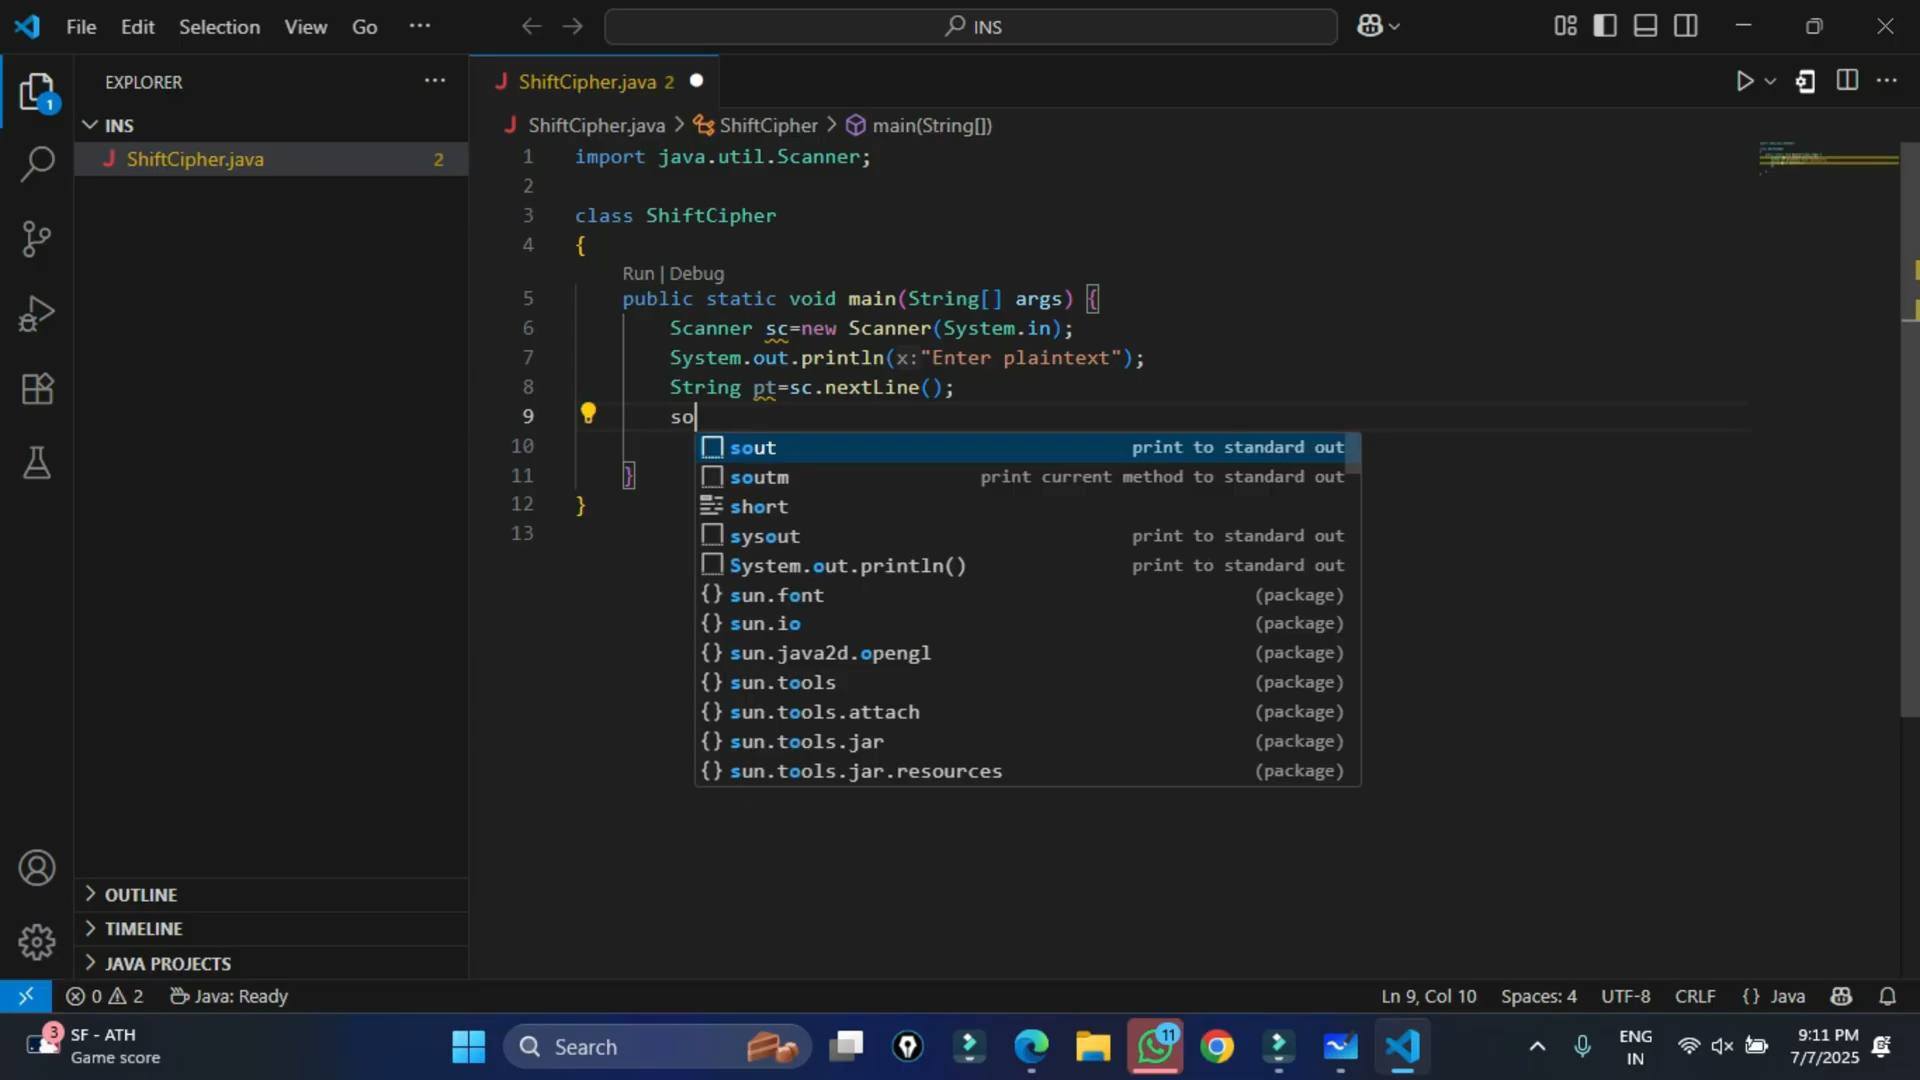 File Edit Selection View Go ...
INS
EXPLORER
1
INS
ShiftCipher.java 2
OUTLINE
TIMELINE
JAVA PROJECTS
J ShiftCipher.java 2
J ShiftCipher.java > ShiftCipher > main(String[])
1 import java.util.Scanner;
2
3 class ShiftCipher
4 {
Run | Debug
5 public static void main(String[] args) {
6 Scanner sc=new Scanner(System.in);
7 System.out.println(x:"Enter plaintext");
8 String pt=sc.nextLine();
9 so
10
11 }
12 }
13
sout print to standard out
soutm print current method to standard out
short
sysout print to standard out
System.out.println() print to standard out
{} sun.font (package)
{} sun.io (package)
{} sun.java2d.opengl (package)
{} sun.tools (package)
{} sun.tools.attach (package)
{} sun.tools.jar (package)
{} sun.tools.jar.resources (package)
0 2 Java: Ready Ln 9, Col 10 Spaces: 4 UTF-8 CRLF {} Java
3 SF - ATH
Game score
Search
11
ENG
IN
9:11 PM
7/7/2025